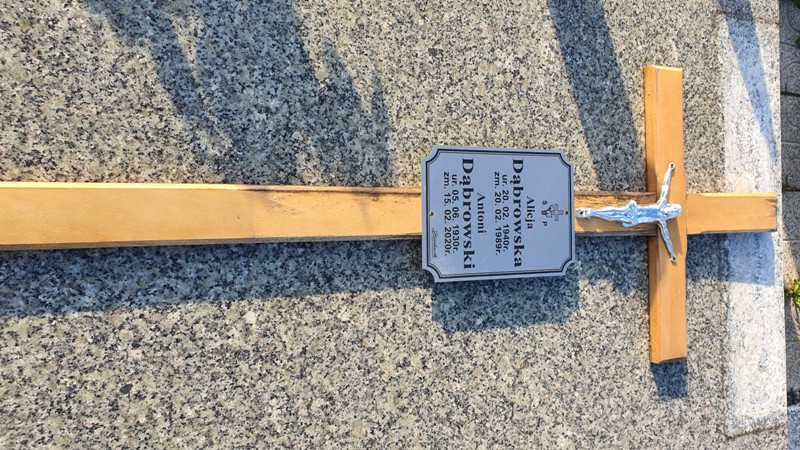 Ś P
Alicja
Dąbrowska
ur. 20. 02. 1940r.
zm. 20. 02. 1989r.
Antoni
Dąbrowski
ur. 05. 06. 1930r.
zm. 15. 02. 2020r.